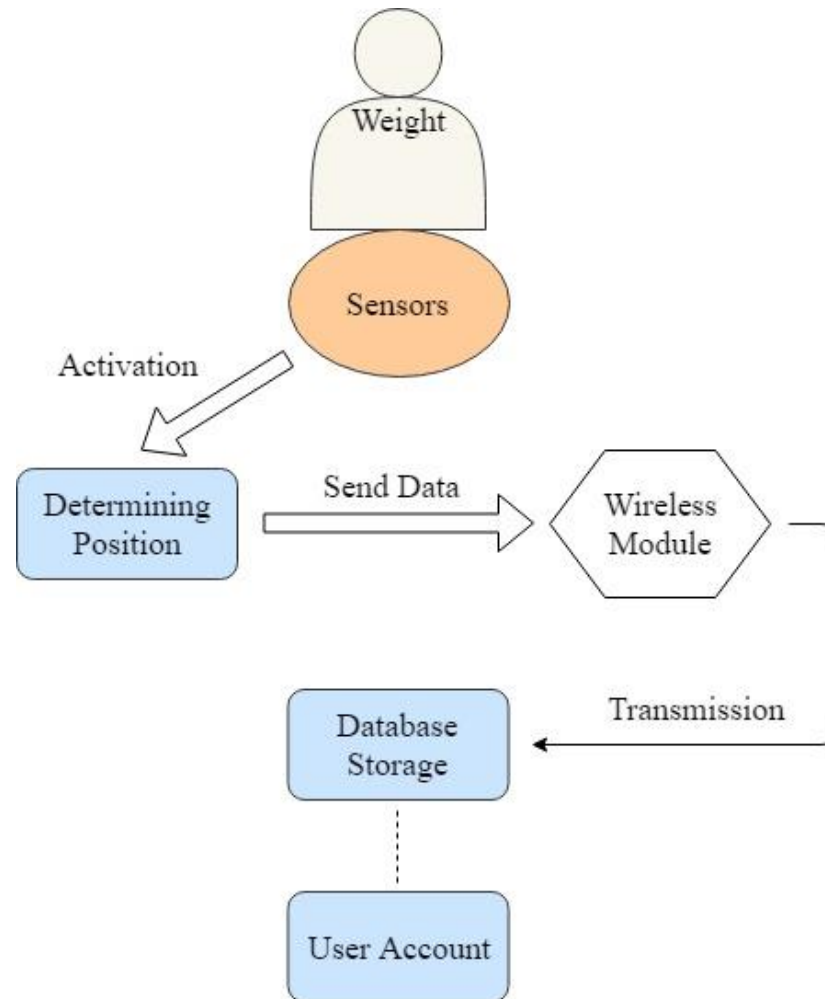 Weight
Sensors
Activation
Determining
Position
Send Data
Wireless
Module
Transmission
Database
Storage
User Account